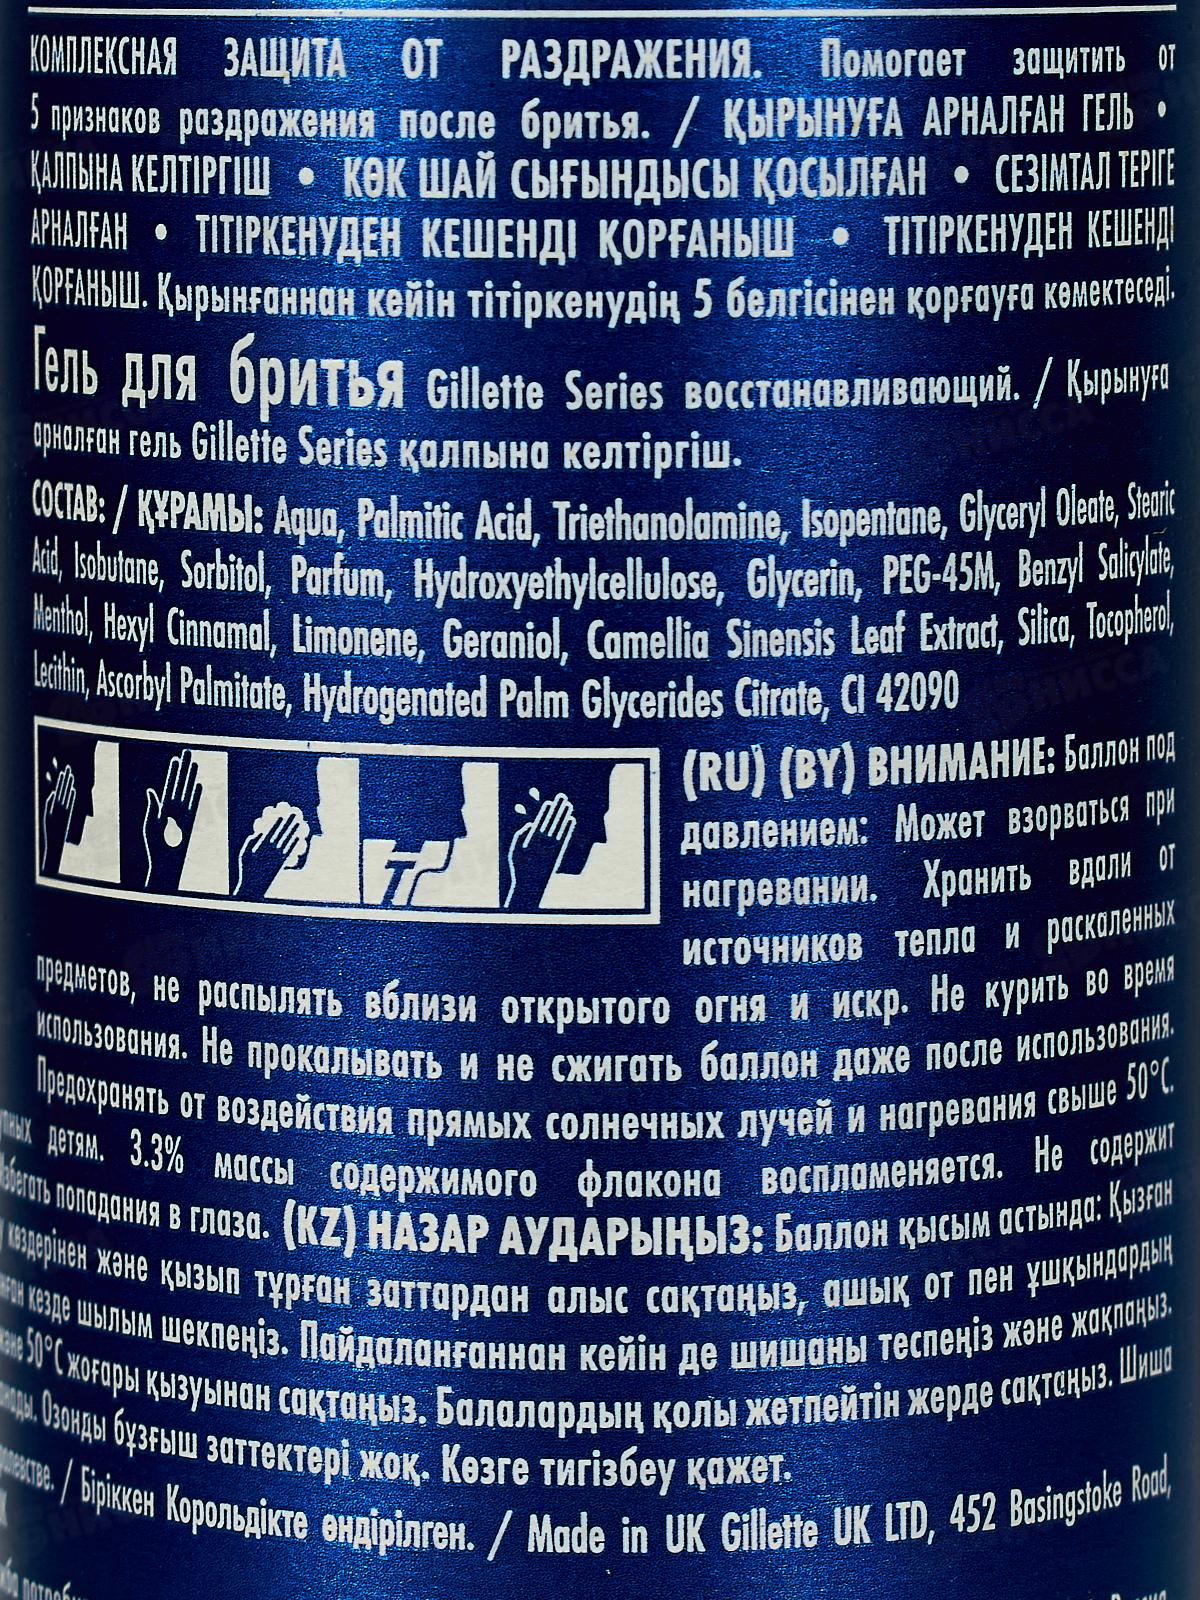 КОМПЛЕКСНАЯ ЗАЩИТА ОТ РАЗДРАЖЕНИЯ. Помогает защитить от
5 признаков раздражения после бритья. / ҚЫРЫНУҒА АРНАЛҒАН ГЕЛЬ •
ҚАЛПЫНА КЕЛТІРГІШ • КӨК ШАЙ СЫҒЫНДЫСЫ ҚОСЫЛҒАН • СЕЗІМТАЛ ТЕРІГЕ
АРНАЛҒАН • ТІТІРКЕНУДЕН КЕШЕНДІ ҚОРҒАНЫШ • ТІТІРКЕНУДЕН КЕШЕНДІ
ҚОРҒАНЫШ. Қырынғаннан кейін тітіркенудің 5 белгісінен қорғауға көмектеседі.
Гель для бритья Gillette Series восстанавливающий. / Қырынуға
арналған гель Gillette Series қалпына келтіргіш.
СОСТАВ: / ҚҰРАМЫ: Aqua, Palmitic Acid, Triethanolamine, Isopentane, Glyceryl Oleate, Stearic
Acid, Isobutane, Sorbitol, Parfum, Hydroxyethylcellulose, Glycerin, PEG-45M, Benzyl Salicylate,
Menthol, Hexyl Cinnamal, Limonene, Geraniol, Camellia Sinensis Leaf Extract, Silica, Tocopherol,
Lecithin, Ascorbyl Palmitate, Hydrogenated Palm Glycerides Citrate, CI 42090
(RU) (BY) ВНИМАНИЕ: Баллон под
давлением: Может взорваться при
нагревании. Хранить вдали от
источников тепла и раскаленных
предметов, не распылять вблизи открытого огня и искр. Не курить во время
использования. Не прокалывать и не сжигать баллон даже после использования.
Предохранять от воздействия прямых солнечных лучей и нагревания свыше 50°C.
детям. 3.3% массы содержимого флакона воспламеняется. Не содержит
Избегать попадания в глаза. (KZ) НАЗАР АУДАРЫҢЫЗ: Баллон қысым астында: Қызған
көздерінен және қызып тұрған заттардан алыс сақтаңыз, ашық от пен ұшқындардың
кезде шылым шекпеңіз. Пайдаланғаннан кейін де шишаны теспеңіз және жақпаңыз.
50°C жоғары қызуынан сақтаңыз. Балалардың қолы жетпейтін жерде сақтаңыз. Шиша
Озонды бұзғыш заттектері жоқ. Көзге тигізбеу қажет.
/ Біріккен Корольдікте өндірілген. / Made in UK Gillette UK LTD, 452 Basingstoke Road,